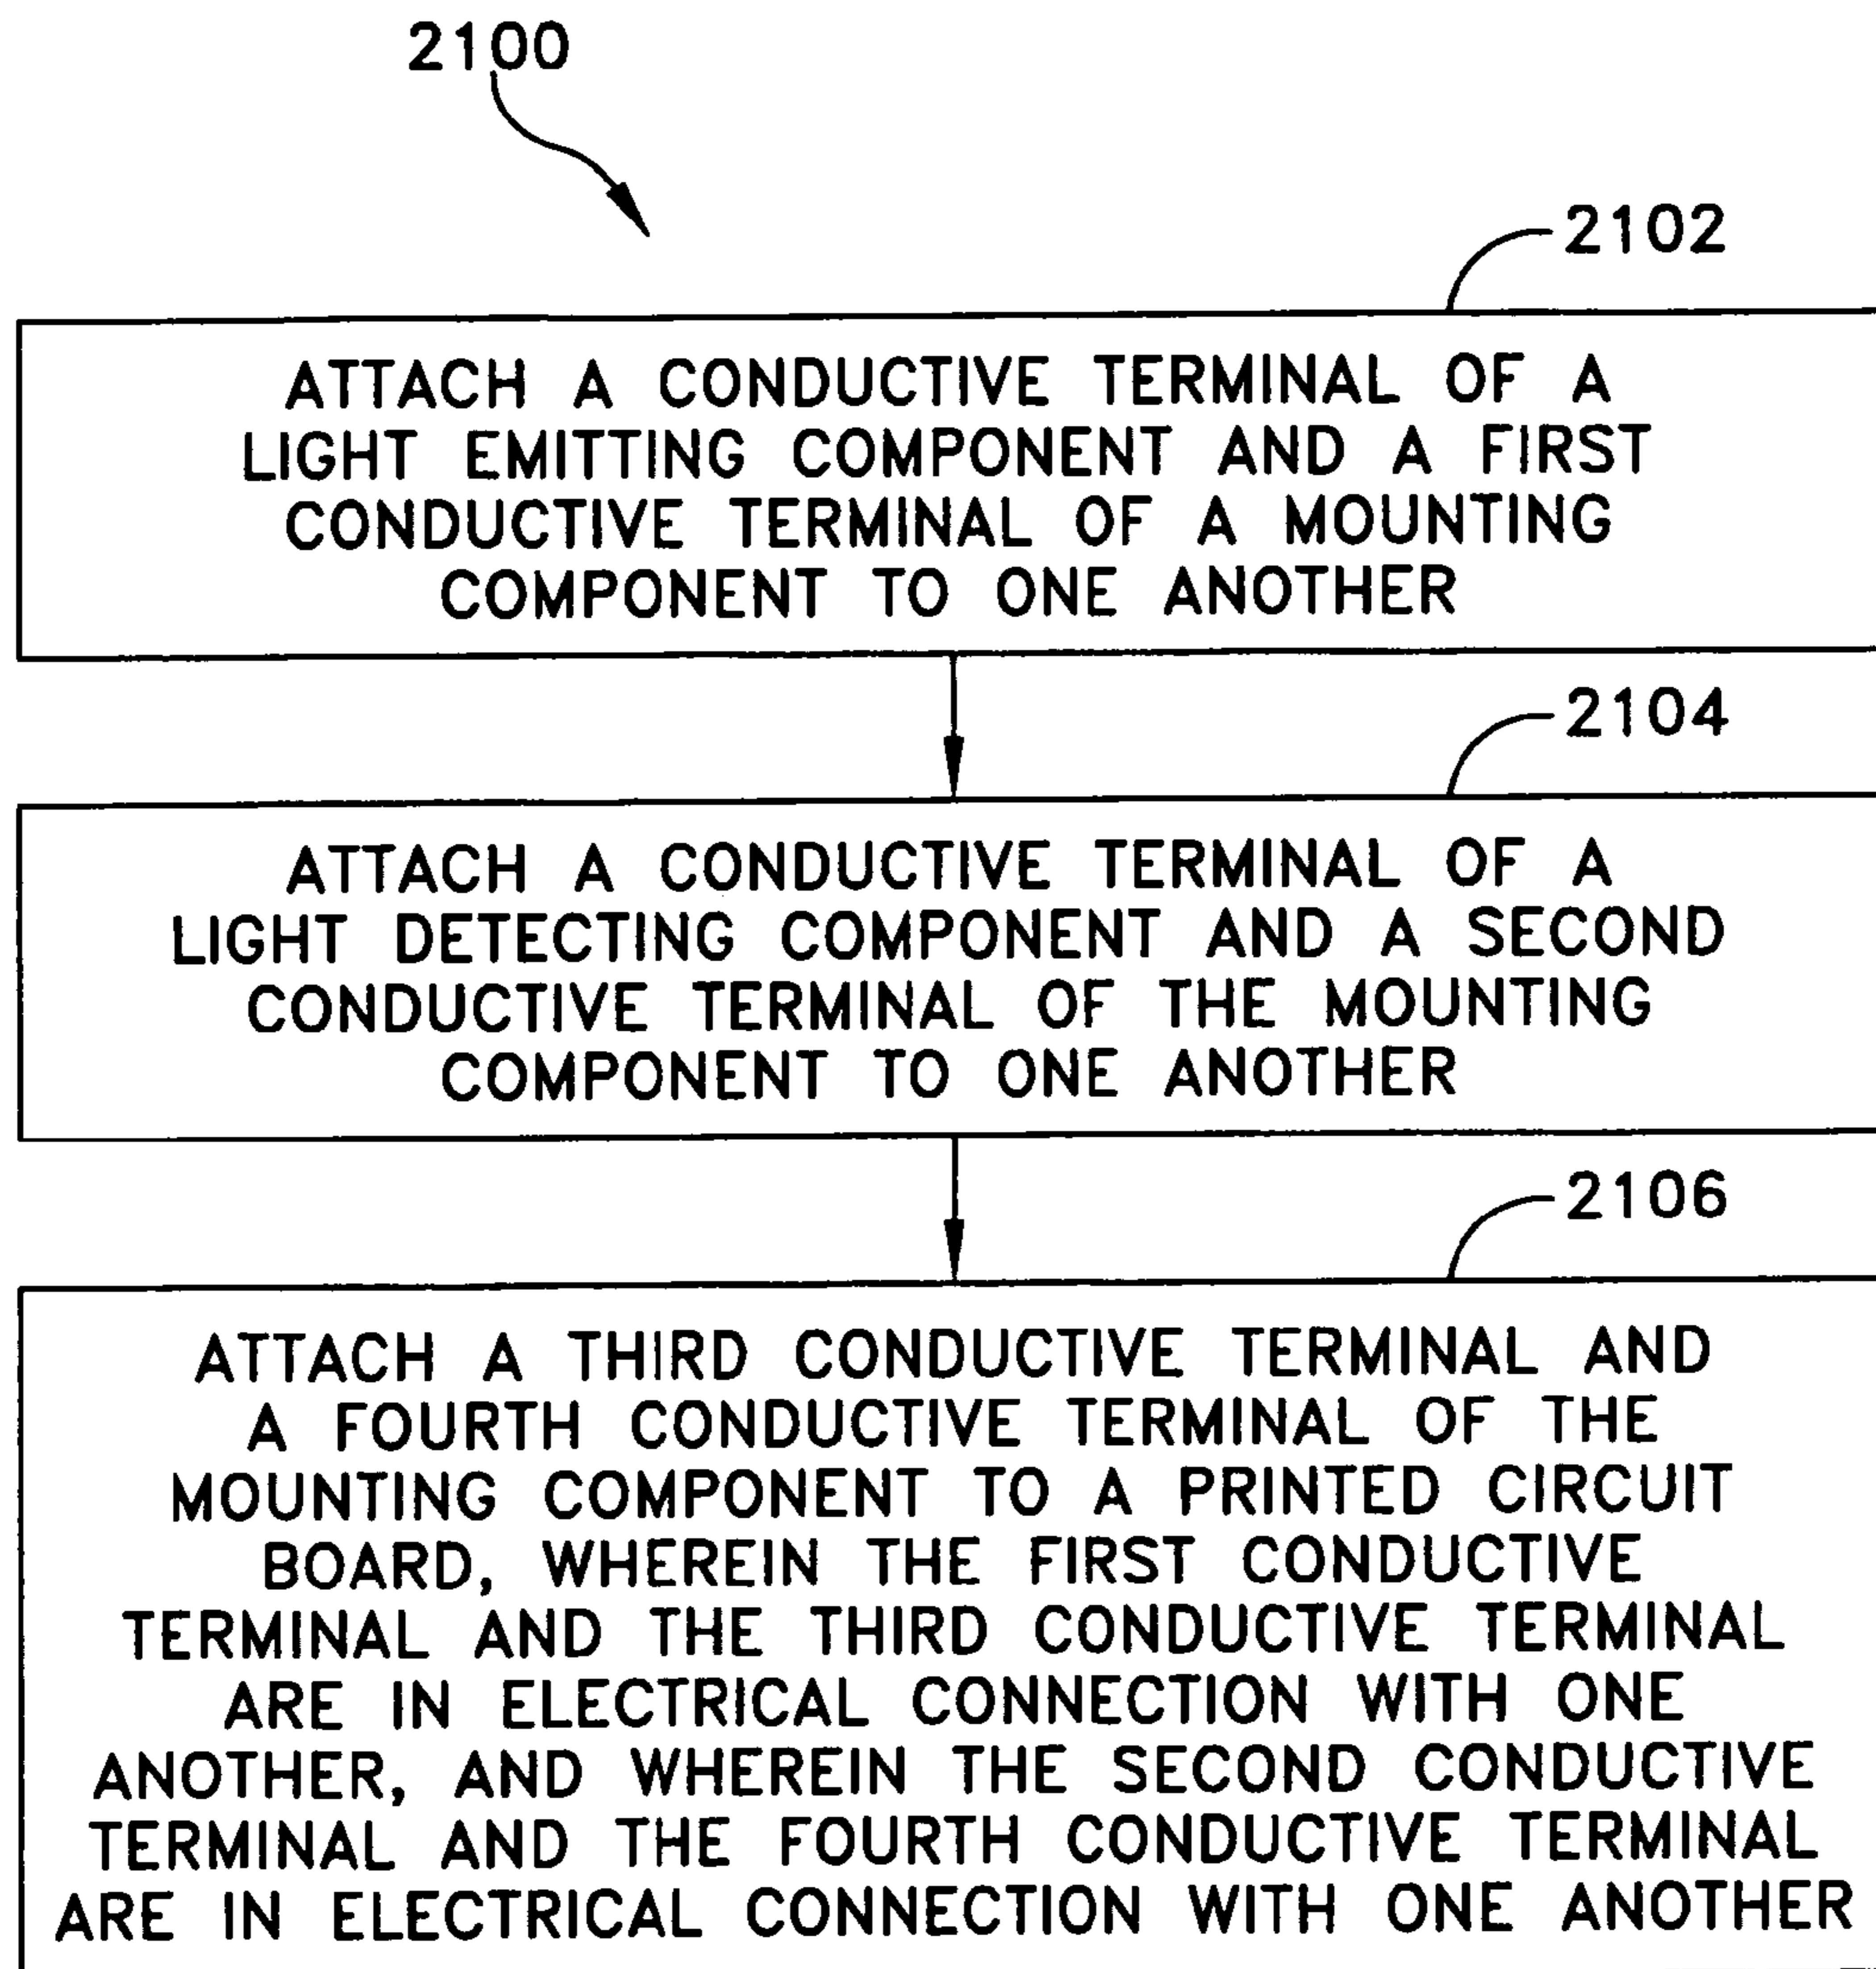 2100
2102
ATTACH A CONDUCTIVE TERMINAL OF A
LIGHT EMITTING COMPONENT AND A FIRST
CONDUCTIVE TERMINAL OF A MOUNTING
COMPONENT TO ONE ANOTHER
2104
ATTACH A CONDUCTIVE TERMINAL OF A
LIGHT DETECTING COMPONENT AND A SECOND
CONDUCTIVE TERMINAL OF THE MOUNTING
COMPONENT TO ONE ANOTHER
2106
ATTACH A THIRD CONDUCTIVE TERMINAL AND
A FOURTH CONDUCTIVE TERMINAL OF THE
MOUNTING COMPONENT TO A PRINTED CIRCUIT
BOARD, WHEREIN THE FIRST CONDUCTIVE
TERMINAL AND THE THIRD CONDUCTIVE TERMINAL
ARE IN ELECTRICAL CONNECTION WITH ONE
ANOTHER, AND WHEREIN THE SECOND CONDUCTIVE
TERMINAL AND THE FOURTH CONDUCTIVE TERMINAL
ARE IN ELECTRICAL CONNECTION WITH ONE ANOTHER